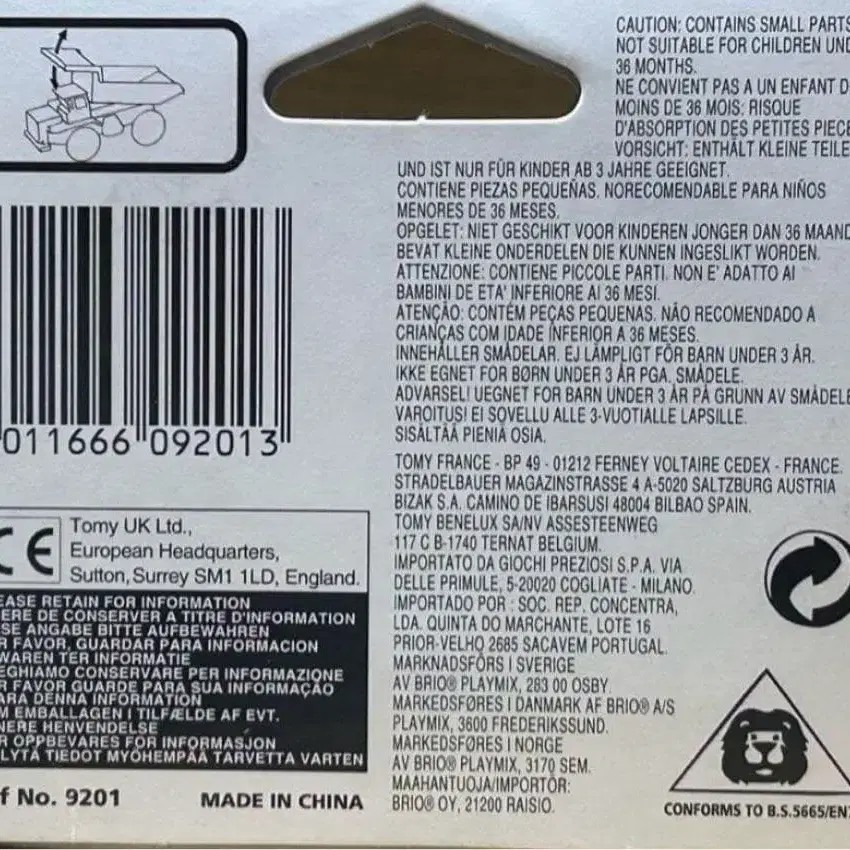 CAUTION: CONTAINS SMALL PARTS
NOT SUITABLE FOR CHILDREN UND
36 MONTHS.
NE CONVIENT PAS A UN ENFANT D
MOINS DE 36 MOIS. RISQUE
D'ABSORPTION DES PETITES PIECE
VORSICHT: ENTHÄLT KLEINE TEILE
UND IST NUR FÜR KINDER AB 3 JAHRE GEEIGNET.
CONTIENE PIEZAS PEQUEÑAS. NORECOMENDABLE PARA NIÑOS
MENORES DE 36 MESES.
OPGELET: NIET GESCHIKT VOOR KINDEREN JONGER DAN 36 MAAND
BEVAT KLEINE ONDERDELEN DIE KUNNEN INGESLIKT WORDEN.
ATTENZIONE: CONTIENE PICCOLE PARTI. NON E' ADATTO AI
BAMBINI DE ETA' INFERIORE AI 36 MESI.
ATENÇÃO: CONTÉM PEÇAS PEQUENAS. NÃO RECOMENDADO A
CRIANÇAS COM IDADE INFERIOR A 36 MESES.
INNEHÅLLER SMÅDELAR. EJ LÄMPLIGT FÖR BARN UNDER 3 ÅR.
IKKE EGNET FOR BØRN UNDER 3 ÅR PGA. SMÅDELE.
ADVARSEL! UEGNET FOR BARN UNDER 3 ÅR PÅ GRUNN AV SMÅDELE
VAROITUS! EI SOVELLU ALLE 3-VUOTIALLE LAPSILLE.
SISÄLTÄÄ PIENIÄ OSIA.
011666 092013
TOMY FRANCE - BP 49 - 01212 FERNEY VOLTAIRE CEDEX - FRANCE.
STRADELBAUER MAGAZINSTRASSE 4 A-5020 SALTZBURG AUSTRIA
BIZAK S.A. CAMINO DE IBARSUSI 48004 BILBAO SPAIN.
TOMY BENELUX SA/NV ASSESTEENWEG
117 C B-1740 TERNAT BELGIUM.
IMPORTATO DA GIOCHI PREZIOSI S.P.A. VIA
DELLE PRIMULE, 5-20020 COGLIATE - MILANO.
IMPORTADO POR : SOC. REP. CONCENTRA,
LDA. QUINTA DO MARCHANTE, LOTE 16
PRIOR-VELHO 2685 SACAVEM PORTUGAL.
MARKNADSFÖRS I SVERIGE
AV BRIO® PLAYMIX, 283 00 OSBY.
MARKEDSFØRES I DANMARK AF BRIO® A/S
PLAYMIX, 3600 FREDERIKSSUND.
MARKEDSFØRES I NORGE
AV BRIO® PLAYMIX, 3170 SEM.
MAAHANTUOJA/IMPORTÖR:
BRIO® OY, 21200 RAISIO.
CE
Tomy UK Ltd.,
European Headquarters,
Sutton, Surrey SM1 1LD, England.
EASE RETAIN FOR INFORMATION
ERE DE CONSERVER A TITRE D'INFORMATION
SE ANGABE BITTE AUFBEWAHREN
R FAVOR, GUARDAR PARA INFORMACION
WAREN TER INFORMATIE
EGHIAMO CONSERVARE PER INFORMAZIONE
R FAVOR GUARDE PARA SUA INFORMAÇÃO
ARA DENNA INFORMATION
M EMBALLAGEN I TILFÆLDE AF EVT.
NERE HENVENDELSE
R OPPBEVARES FOR INFORMASJON
LYTÄ TIEDOT MYÖHEMPÄÄ TARVETTA VARTEN
f No. 9201
MADE IN CHINA
CONFORMS TO B.S.5665/EN